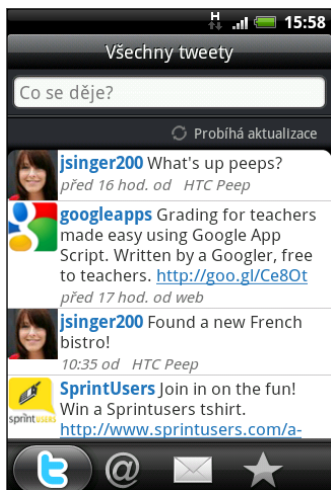 H 15:58
Všechny tweety
Co se děje?
Probíhá aktualizace
jsinger200 What's up peeps?
před 16 hod. od HTC Peep
googleapps Grading for teachers
made easy using Google App
Script. Written by a Googler, free
to teachers. http://goo.gl/Ce8Ot
před 17 hod. od web
jsinger200 Found a new French
bistro!
10:35 od HTC Peep
SprintUsers Join in on the fun!
Win a Sprintusers tshirt.
sprintusers
http://www.sprintusers.com/a-
t @